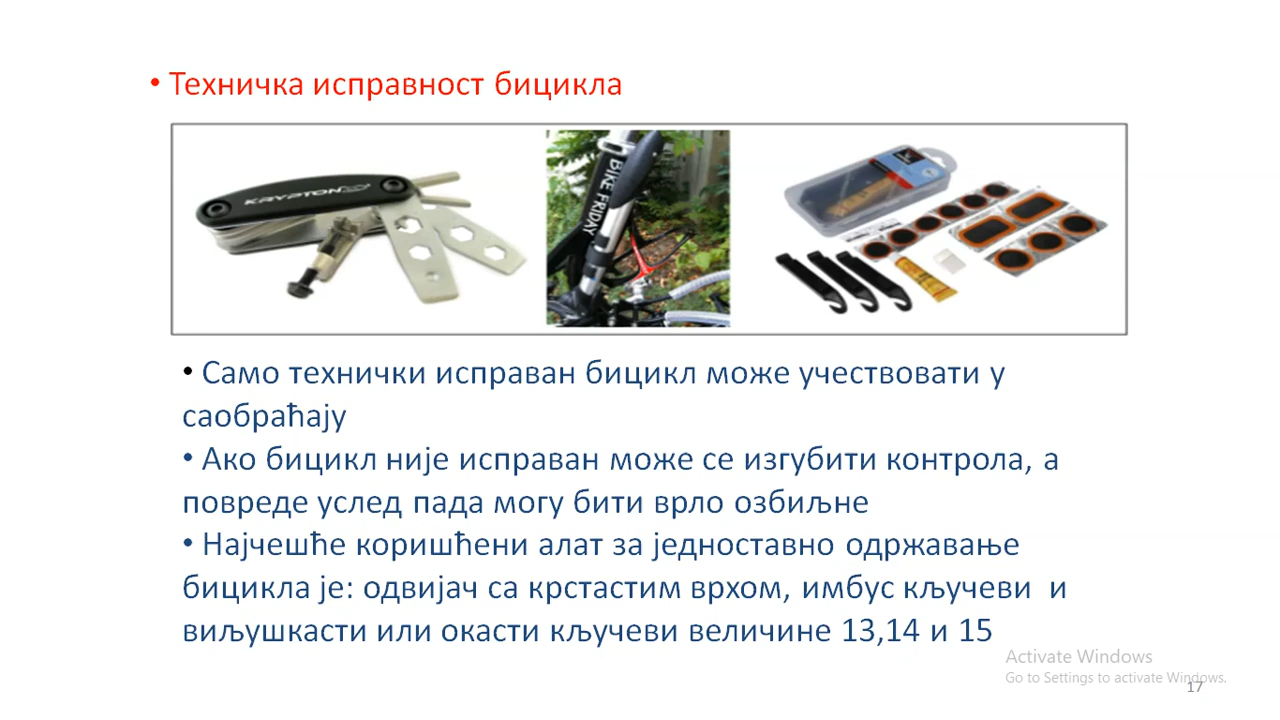 • Техничка исправност бицикла
KRYPTON
BIKE FRIDAY
• Само технички исправан бицикл може учествовати у
саобраћају
• Ако бицикл није исправан може се изгубити контрола, а
повреде услед пада могу бити врло озбиљне
• Најчешће коришћени алат за једноставно одржавање
бицикла је: одвијач са крстастим врхом, имбус кључеви и
виљушкасти или окасти кључеви величине 13,14 и 15
Activate Windows
Go to Settings to activate Windows.
17